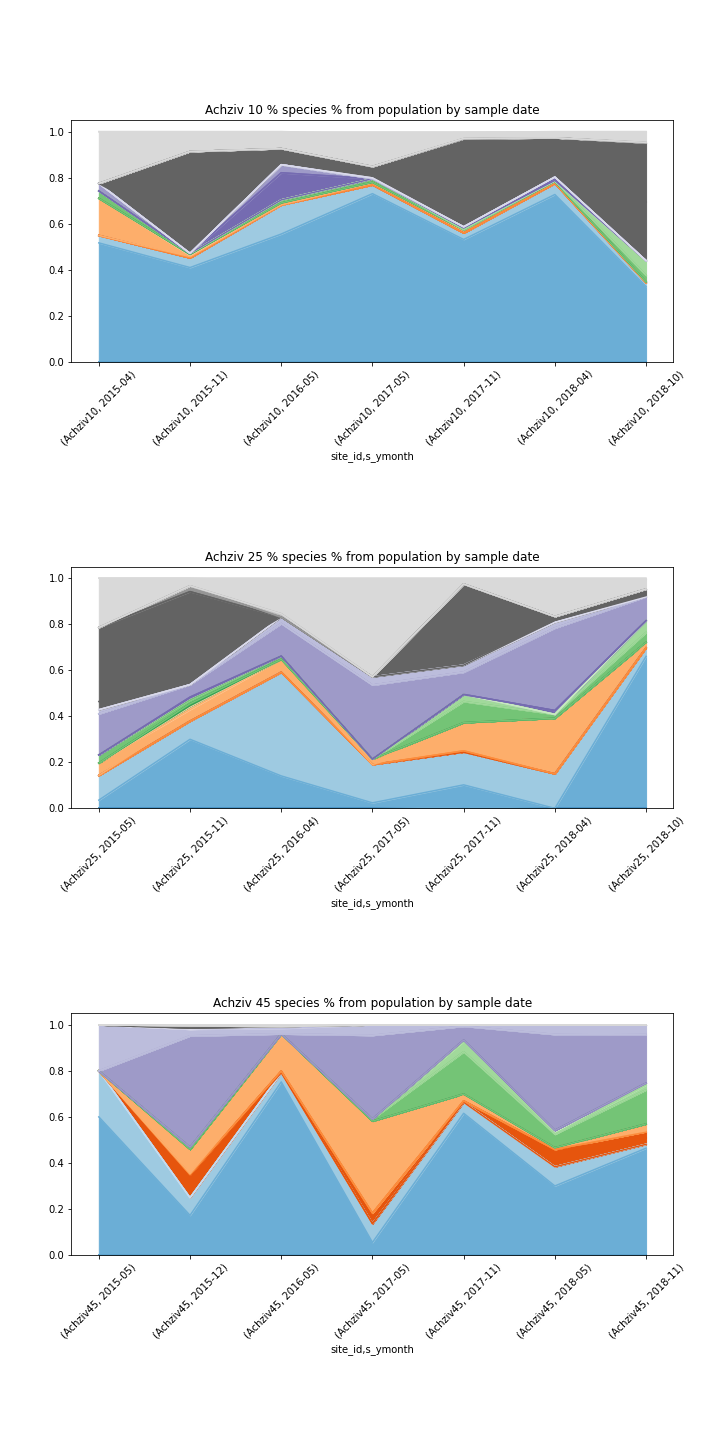 Achziv 10 % species % from population by sample date
1.0
0.8
0.6
0.4
0.2
0.0
(Achziv10, 2015-04)
(Achziv10, 2015-11)
(Achziv10, 2016-05)
(Achziv10, 2017-05)
(Achziv10, 2017-11)
(Achziv10, 2018-04)
(Achziv10, 2018-10)
site_id,s_ymonth
Achziv 25 % species % from population by sample date
1.0
0.8
0.6
0.4
0.2
0.0
(Achziv25, 2015-05)
(Achziv25, 2015-11)
(Achziv25, 2016-04)
(Achziv25, 2017-05)
(Achziv25, 2017-11)
(Achziv25, 2018-04)
(Achziv25, 2018-10)
site_id,s_ymonth
Achziv 45 species % from population by sample date
1.0
0.8
0.6
0.4
0.2
0.0
(Achziv45, 2015-05)
(Achziv45, 2015-12)
(Achziv45, 2016-05)
(Achziv45, 2017-05)
(Achziv45, 2017-11)
(Achziv45, 2018-05)
(Achziv45, 2018-11)
site_id,s_ymonth